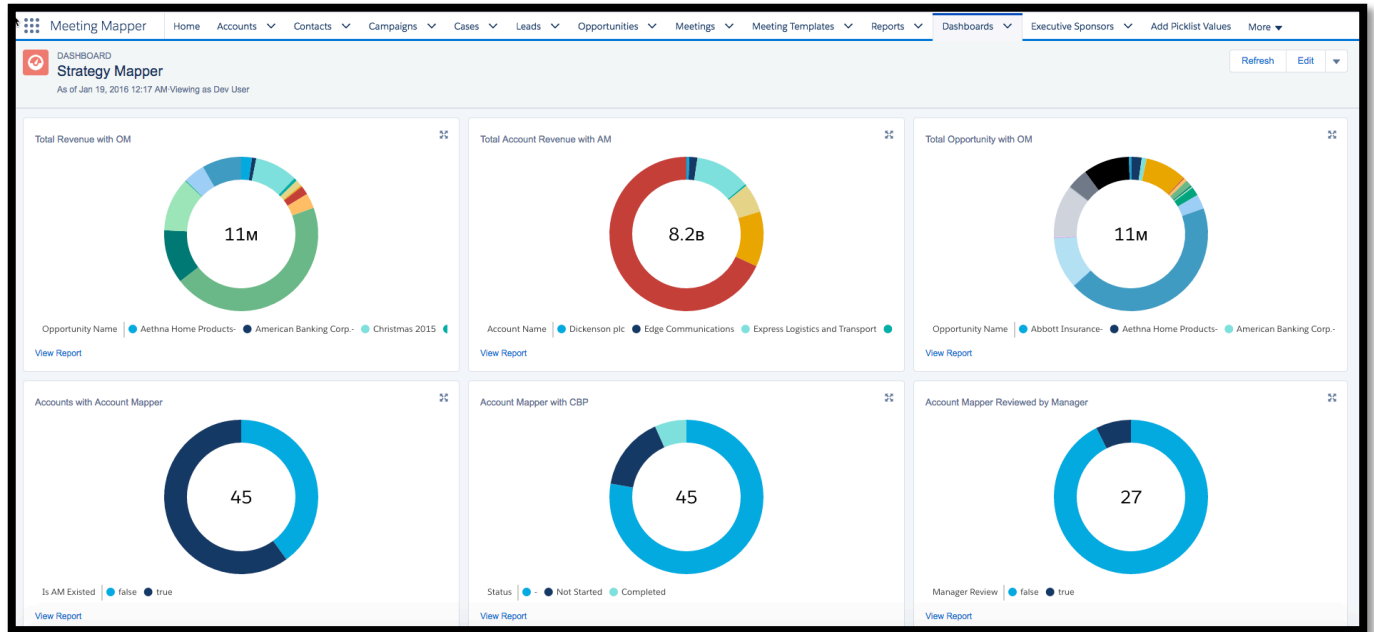 Meeting Mapper Home Accounts Contacts Campaigns Cases Leads Opportunities Meetings Meeting Templates Reports Dashboards Executive Sponsors Add Picklist Values More
DASHBOARD
Strategy Mapper
As of Jan 19, 2016 12:17 AM·Viewing as Dev User
Refresh Edit
Total Revenue with OM
11M
Opportunity Name Aethna Home Products- American Banking Corp.- Christmas 2015
View Report
Total Account Revenue with AM
8.2B
Account Name Dickenson plc Edge Communications Express Logistics and Transport
View Report
Total Opportunity with OM
11M
Opportunity Name Abbott Insurance- Aethna Home Products- American Banking Corp.-
View Report
Accounts with Account Mapper
45
Is AM Existed false true
View Report
Account Mapper with CBP
45
Status - Not Started Completed
View Report
Account Mapper Reviewed by Manager
27
Manager Review false true
View Report